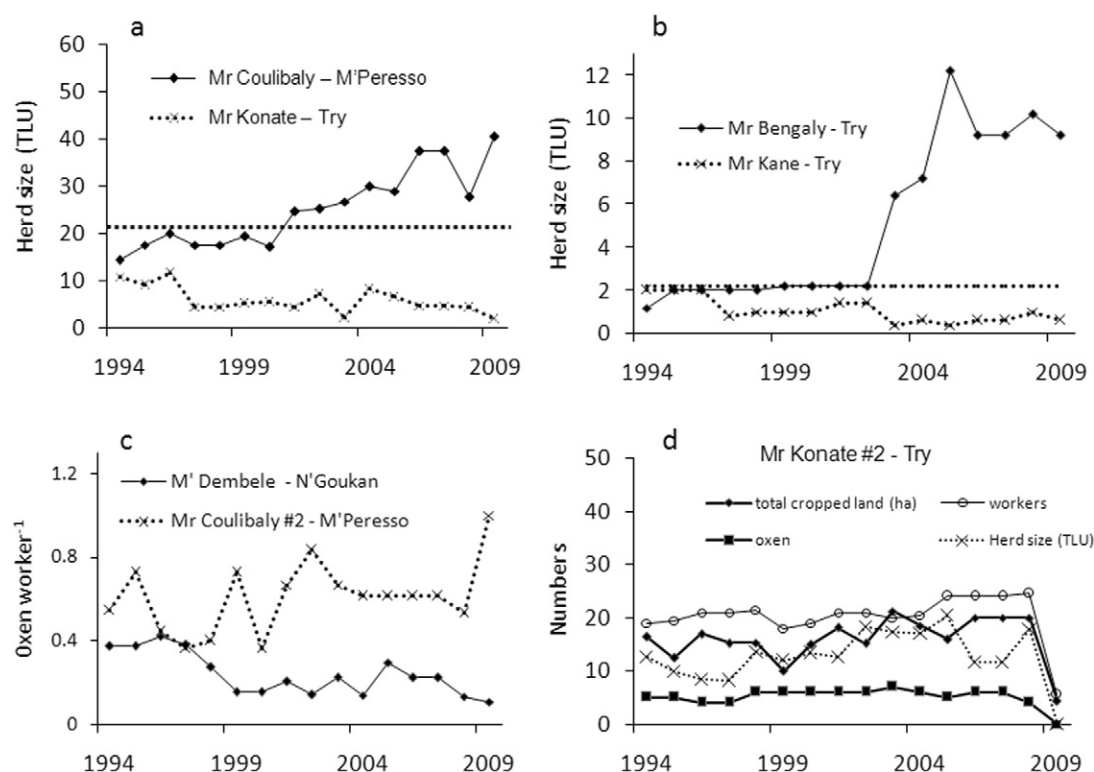 a
60
50
40
30
20
10
0
Herd size (TLU)
Mr Coulibaly – M'Peresso
Mr Konate – Try
1994 1999 2004 2009
b
12
10
8
6
4
2
0
Herd size (TLU)
Mr Bengaly - Try
Mr Kane - Try
1994 1999 2004 2009
c
1.2
0.8
0.4
0
Oxen worker⁻¹
M' Dembele - N'Goukan
Mr Coulibaly #2 - M'Peresso
1994 1999 2004 2009
d
Mr Konate #2 - Try
50
40
30
20
10
0
Numbers
total cropped land (ha) workers
oxen Herd size (TLU)
1994 1999 2004 2009